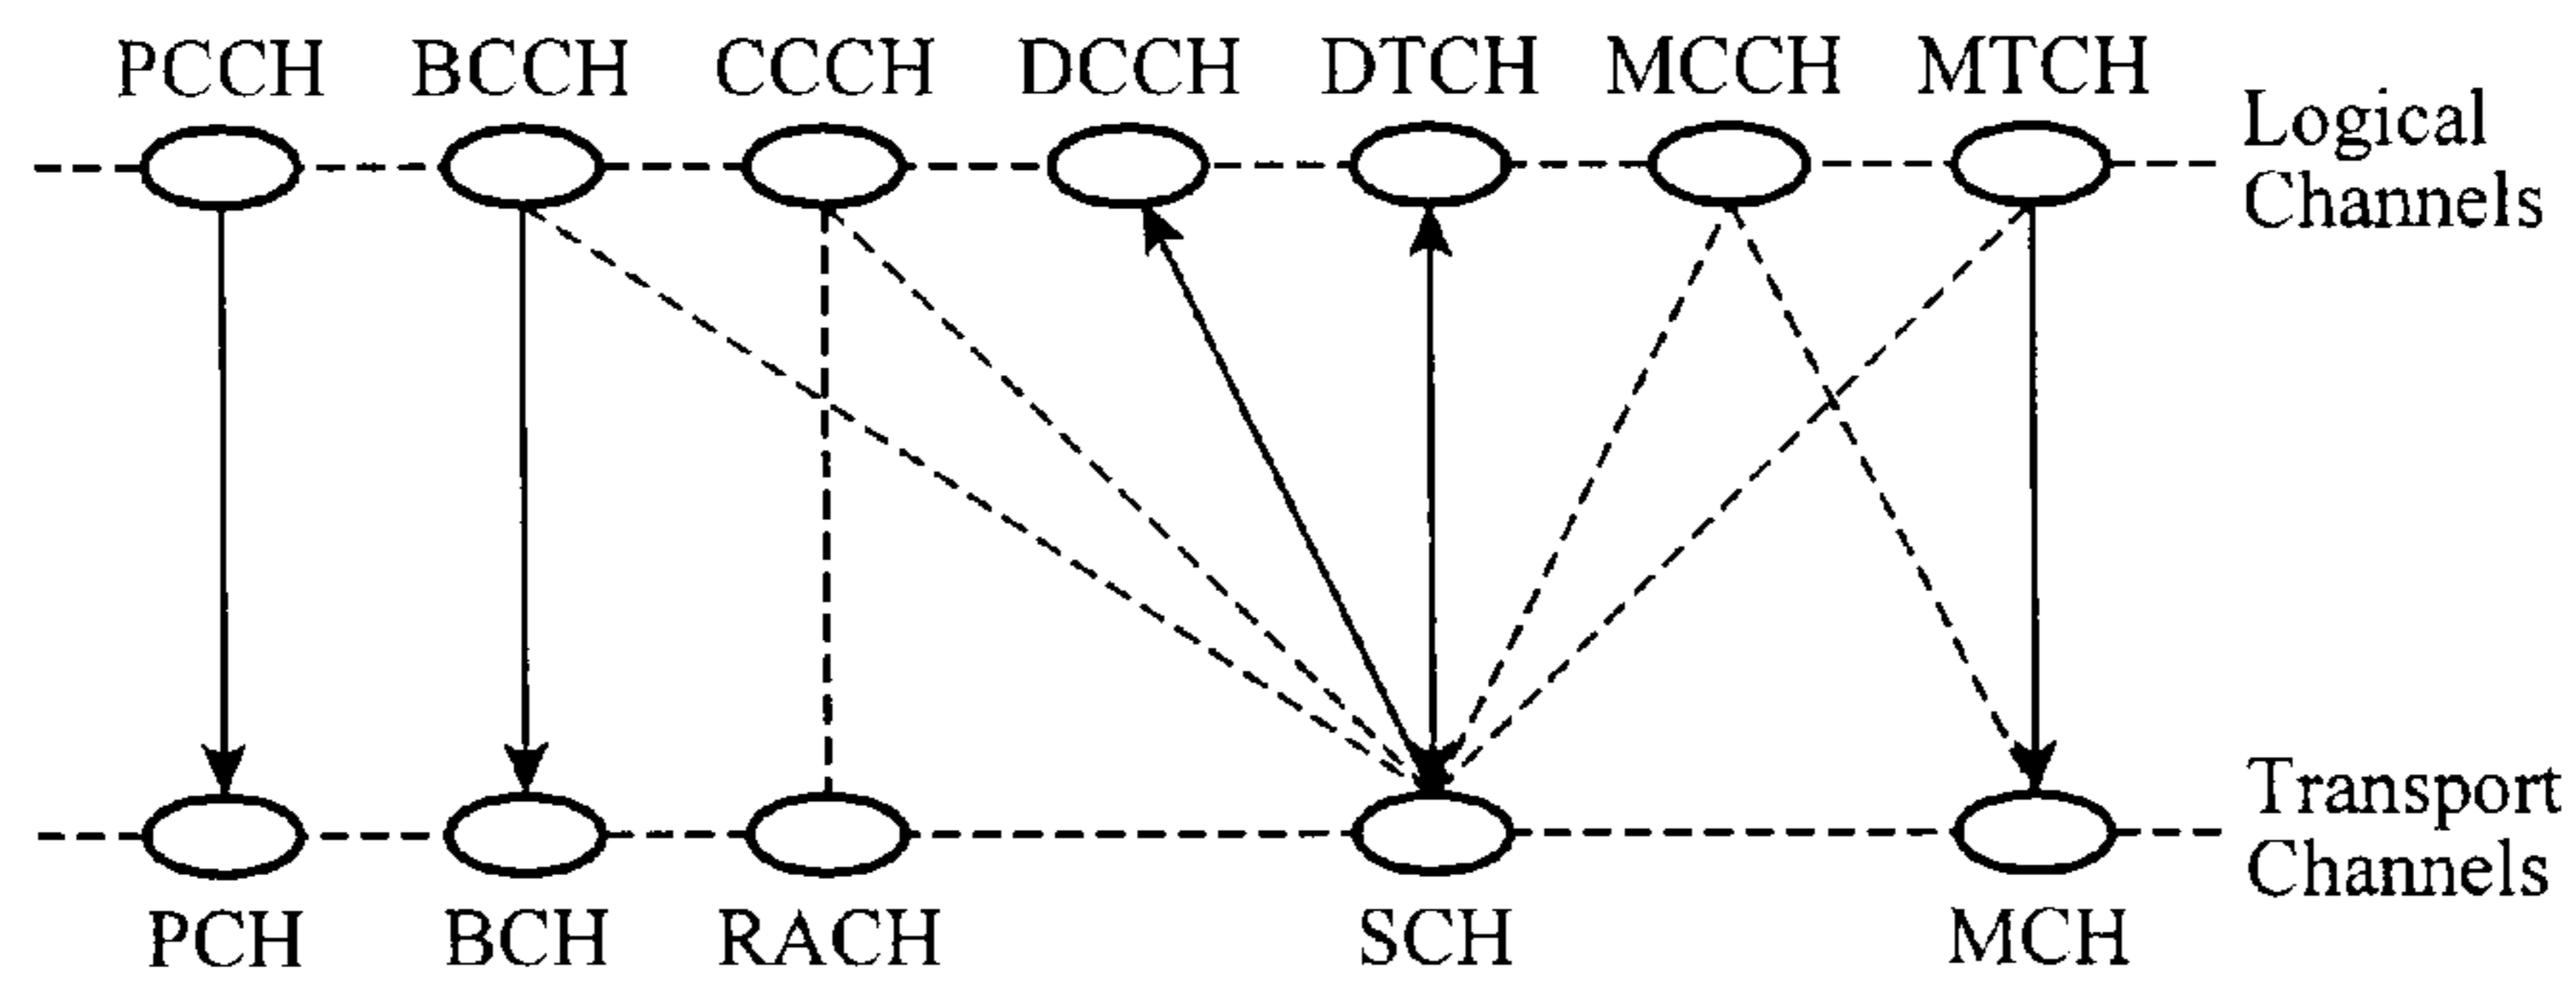 PCCH BCCH CCCH DCCH DTCH MCCH MTCH
Logical
Channels
Transport
Channels
PCH BCH RACH SCH MCH